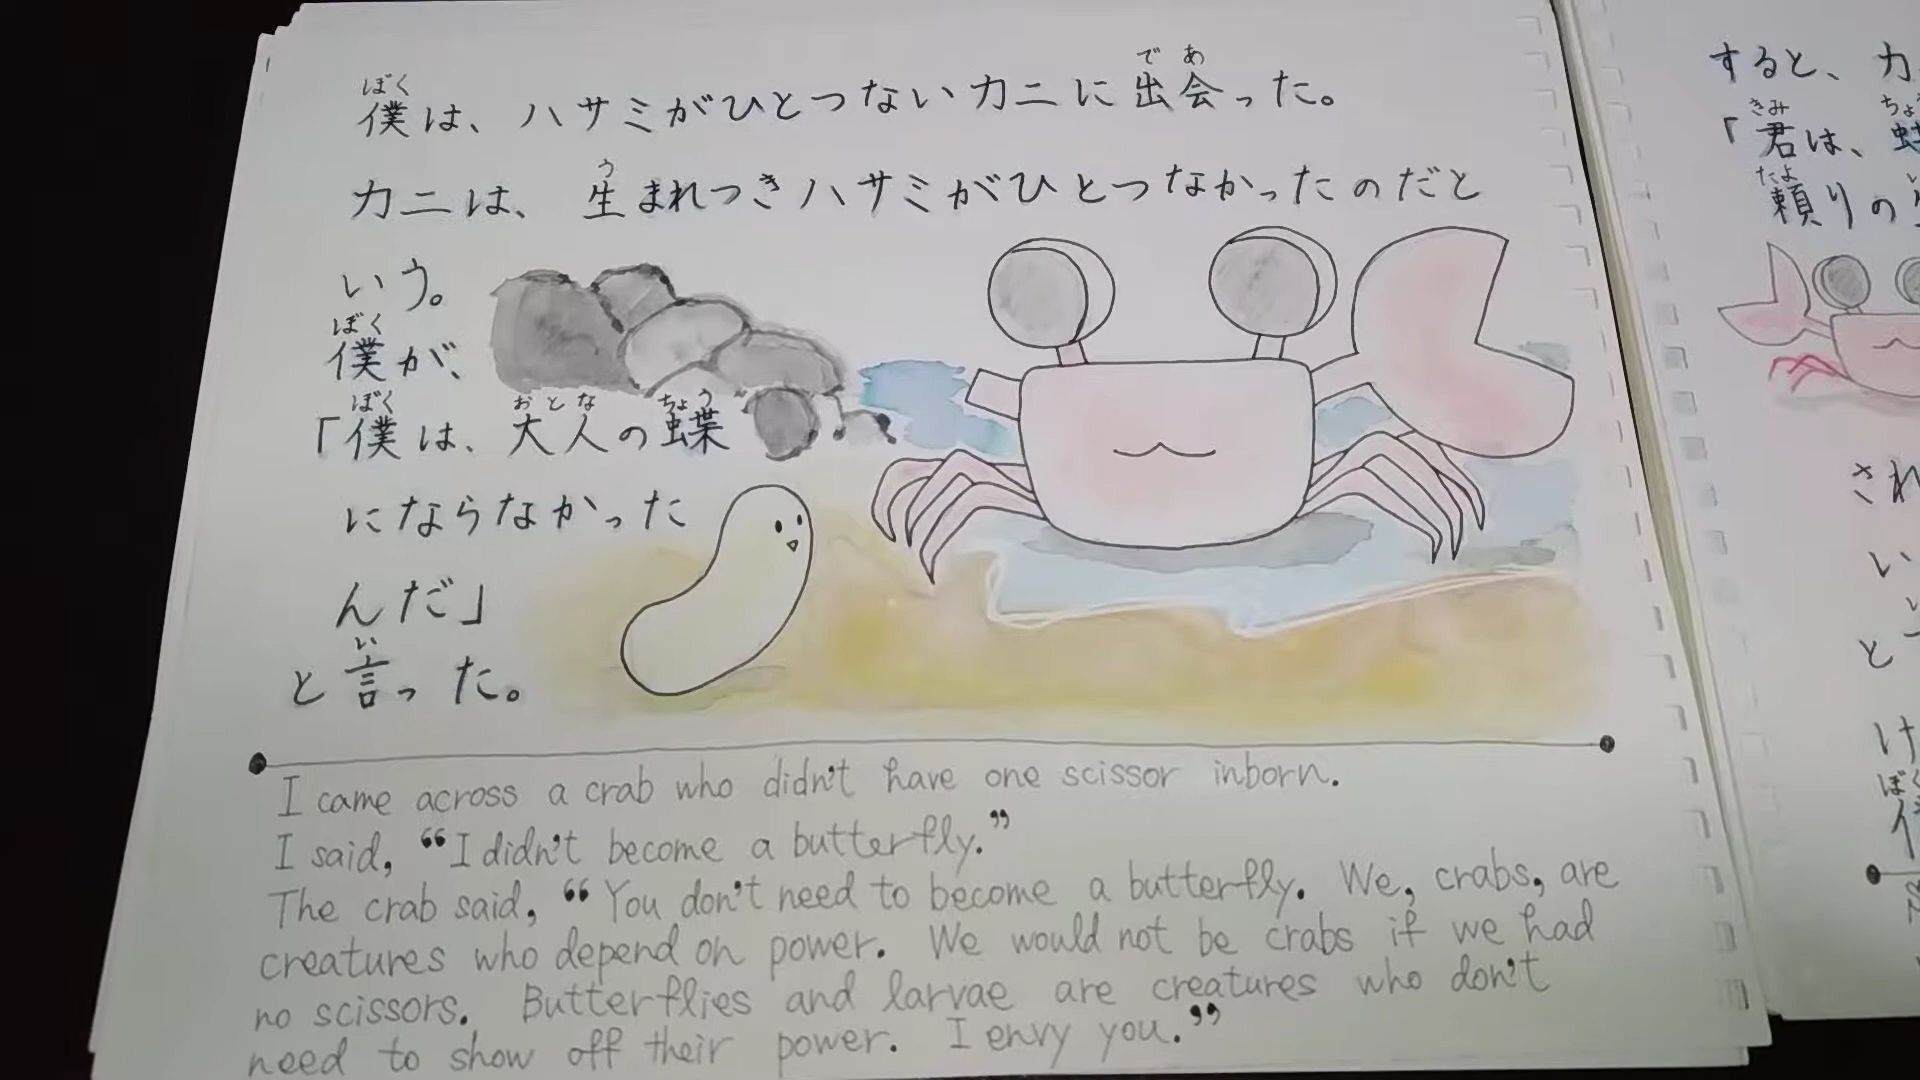 僕は、ハサミがひとつないカニに出会った。
カニは、生まれつきハサミがひとつなかったのだと
いう。
僕が、
「僕は、大人の蝶
にならなかった
んだ」
と言った。
I came across a crab who didn't have one scissor inborn.
I said, “I didn't become a butterfly.”
The crab said, “You don't need to become a butterfly. We, crabs, are
creatures who depend on power. We would not be crabs if we had
no scissors. Butterflies and larvae are creatures who don't
need to show off their power. I envy you.”
すると、カ
「君は、
頼りの
され
い
と
け